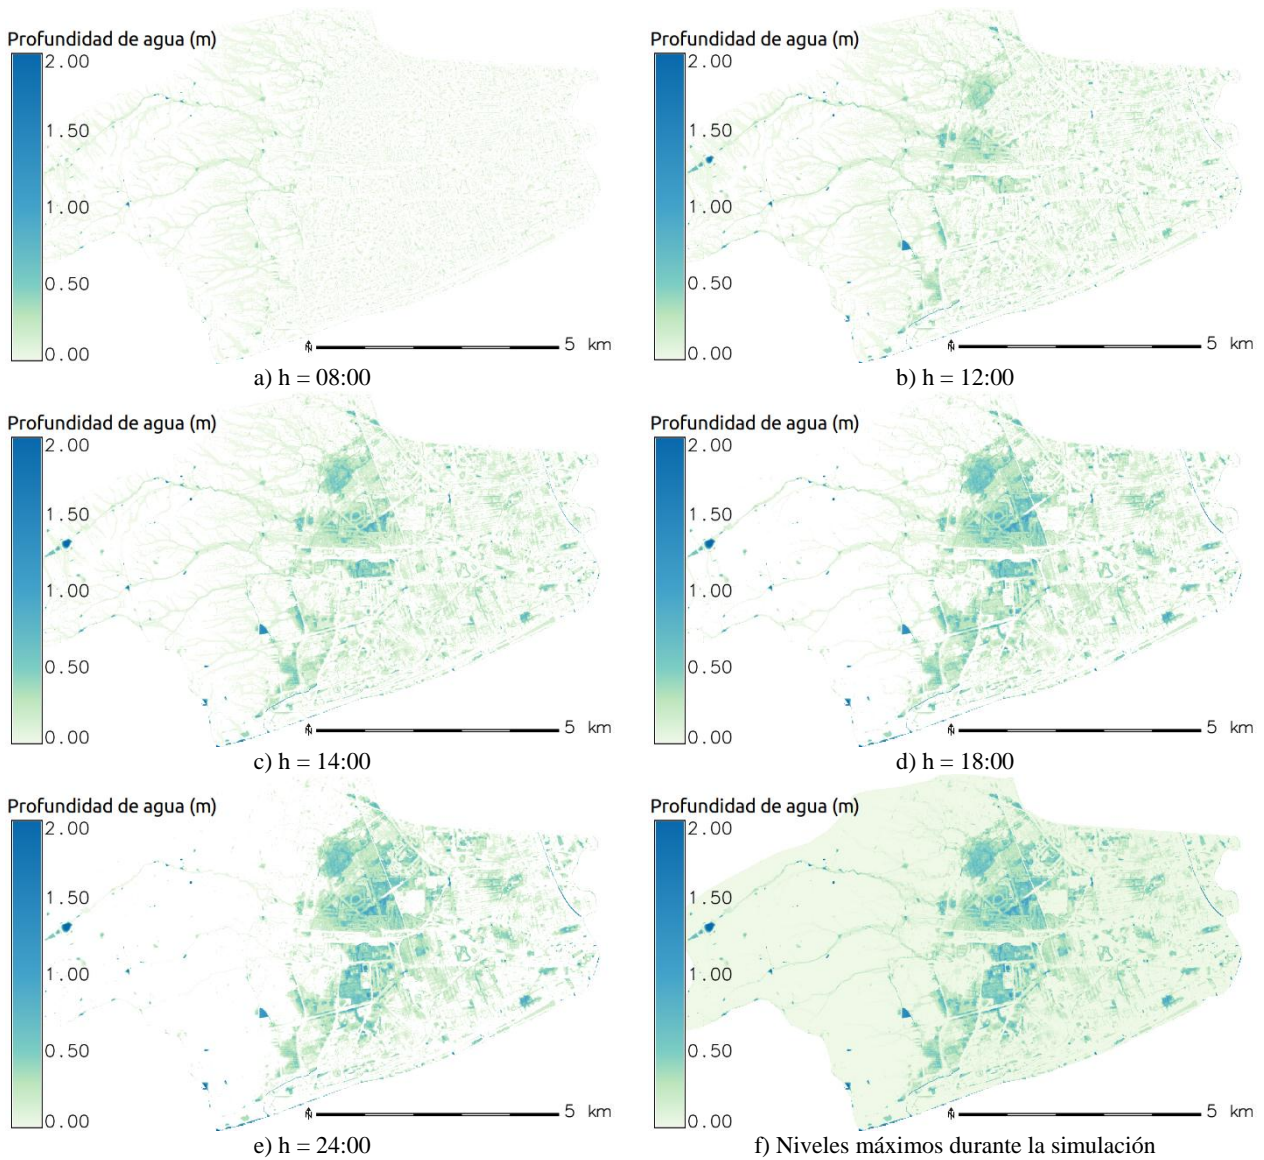 Profundidad de agua (m)
2.00
1.50
1.00
0.50
0.00
N
5 km
a) h = 08:00
Profundidad de agua (m)
2.00
1.50
1.00
0.50
0.00
N
5 km
b) h = 12:00
Profundidad de agua (m)
2.00
1.50
1.00
0.50
0.00
N
5 km
c) h = 14:00
Profundidad de agua (m)
2.00
1.50
1.00
0.50
0.00
N
5 km
d) h = 18:00
Profundidad de agua (m)
2.00
1.50
1.00
0.50
0.00
N
5 km
e) h = 24:00
Profundidad de agua (m)
2.00
1.50
1.00
0.50
0.00
N
5 km
f) Niveles máximos durante la simulación